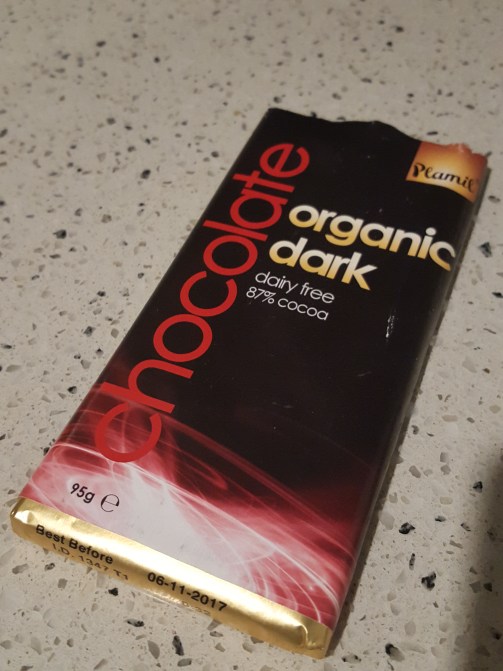 Plamil
chocolate
organic
dark
dairy free
87% cocoa
95g ℮
Best Before
06-11-2017